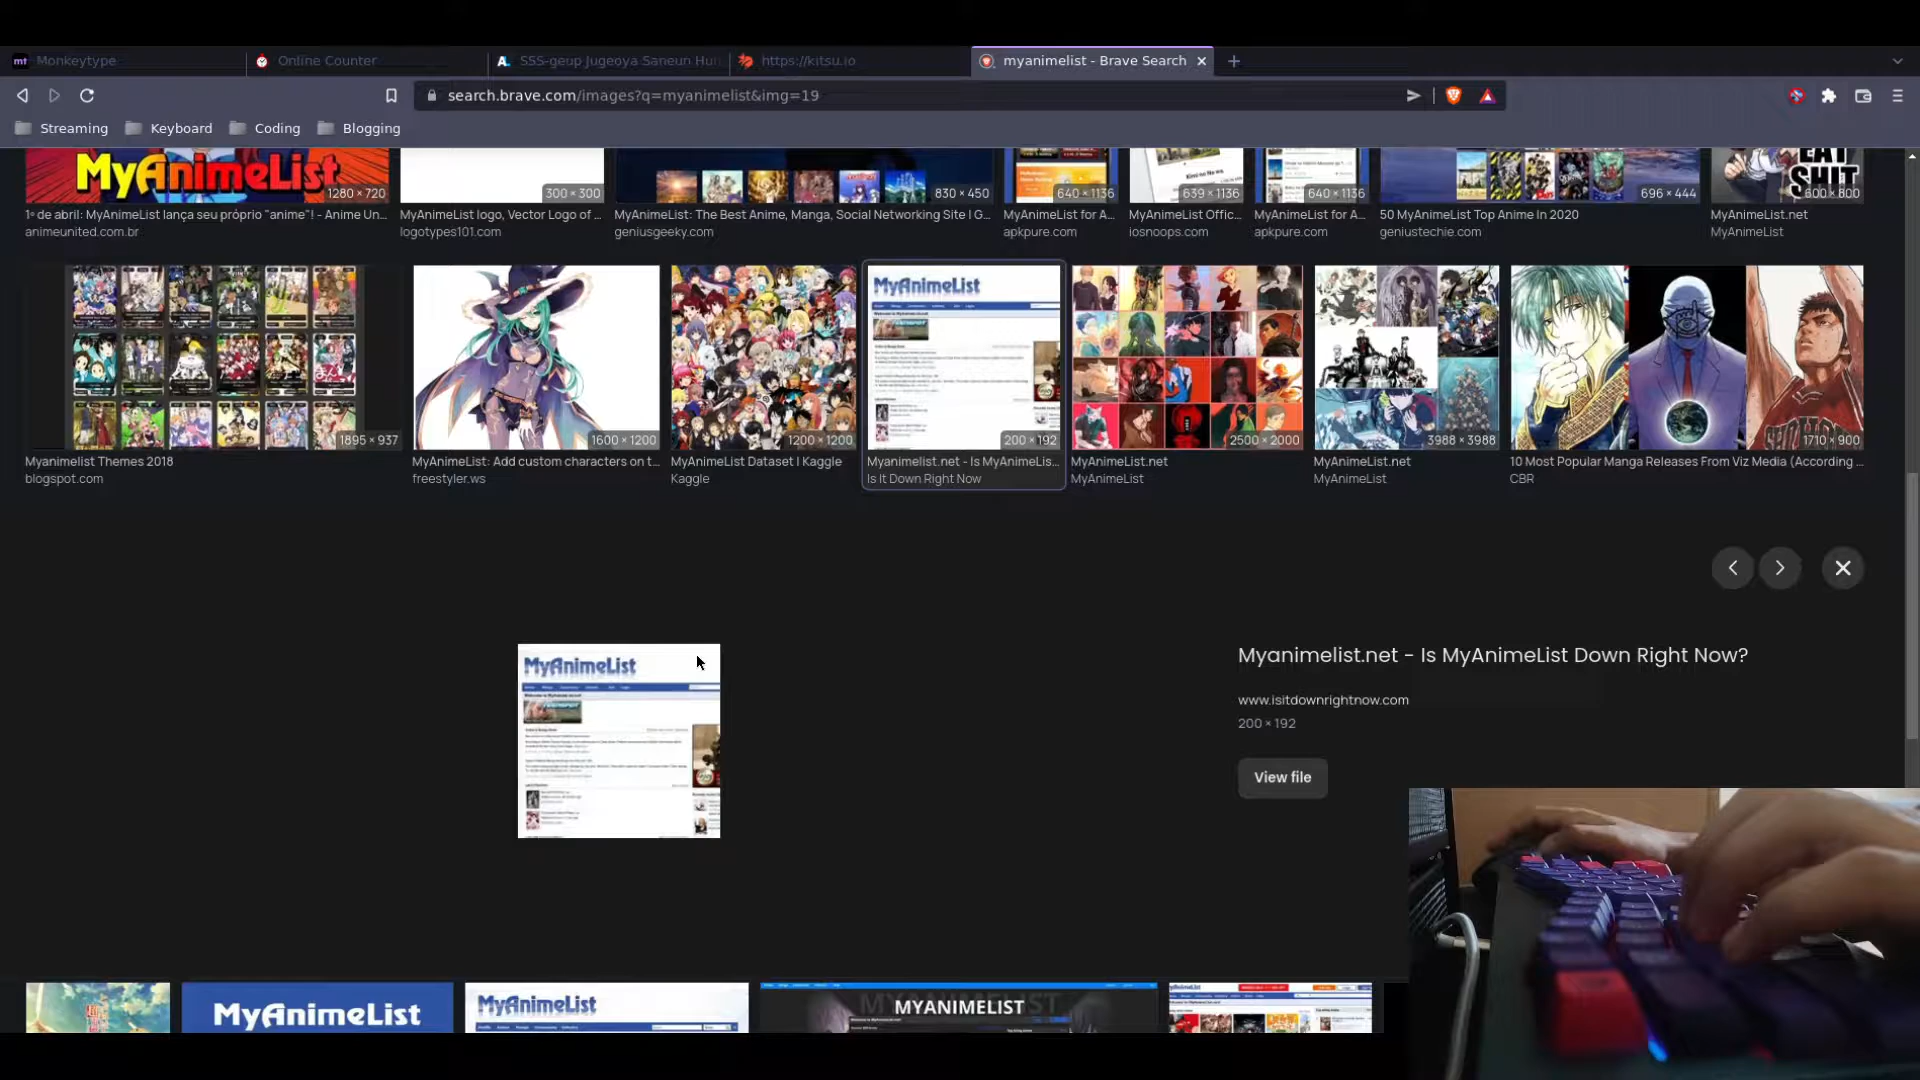 mt Monkeytype
Online Counter
SSS-geup Jugeoya Saneun Hun
https://kitsu.io
myanimelist - Brave Search
search.brave.com/images?q=myanimelist&img=19
Streaming
Keyboard
Coding
Blogging
MyAnimeList
1280 × 720
300 × 300
830 × 450
640 × 1136
639 × 1136
640 × 1136
696 × 444
EAT
SHIT
600 × 800
1º de abril: MyAnimeList lança seu próprio "anime"! - Anime Un...
animeunited.com.br
MyAnimeList logo, Vector Logo of ...
logotypes101.com
MyAnimeList: The Best Anime, Manga, Social Networking Site | G...
geniusgeeky.com
MyAnimeList for A...
apkpure.com
MyAnimeList Offic...
iosnoops.com
MyAnimeList for A...
apkpure.com
50 MyAnimeList Top Anime In 2020
geniustechie.com
MyAnimeList.net
MyAnimeList
MyAnimeList
1895 × 937
1600 × 1200
1200 × 1200
200 × 192
2500 × 2000
3988 × 3988
1710 × 900
Myanimelist Themes 2018
blogspot.com
MyAnimeList: Add custom characters on t...
freestyler.ws
MyAnimeList Dataset | Kaggle
Kaggle
Myanimelist.net - Is MyAnimeLis...
Is It Down Right Now
MyAnimeList.net
MyAnimeList
MyAnimeList.net
MyAnimeList
10 Most Popular Manga Releases From Viz Media (According ...
CBR
MyAnimeList
Myanimelist.net - Is MyAnimeList Down Right Now?
www.isitdownrightnow.com
200 × 192
View file
MyAnimeList
MyAnimeList
MYANIMELIST